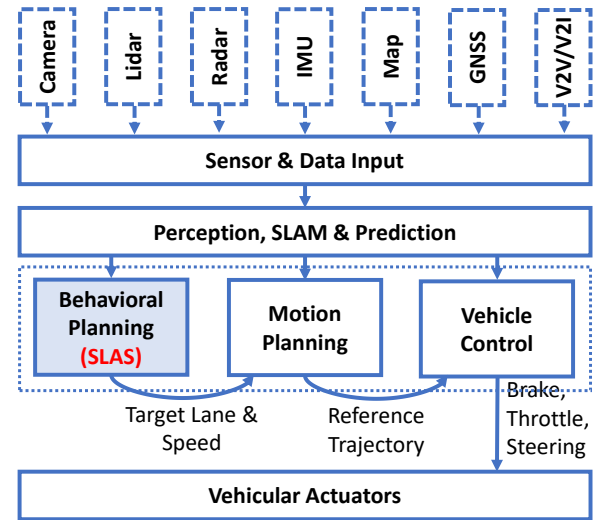 Camera
Lidar
Radar
IMU
Map
GNSS
V2V/V2I
Sensor & Data Input
Perception, SLAM & Prediction
Behavioral
Planning
(SLAS)
Motion
Planning
Vehicle
Control
Target Lane &
Speed
Reference
Trajectory
Brake,
Throttle,
Steering
Vehicular Actuators